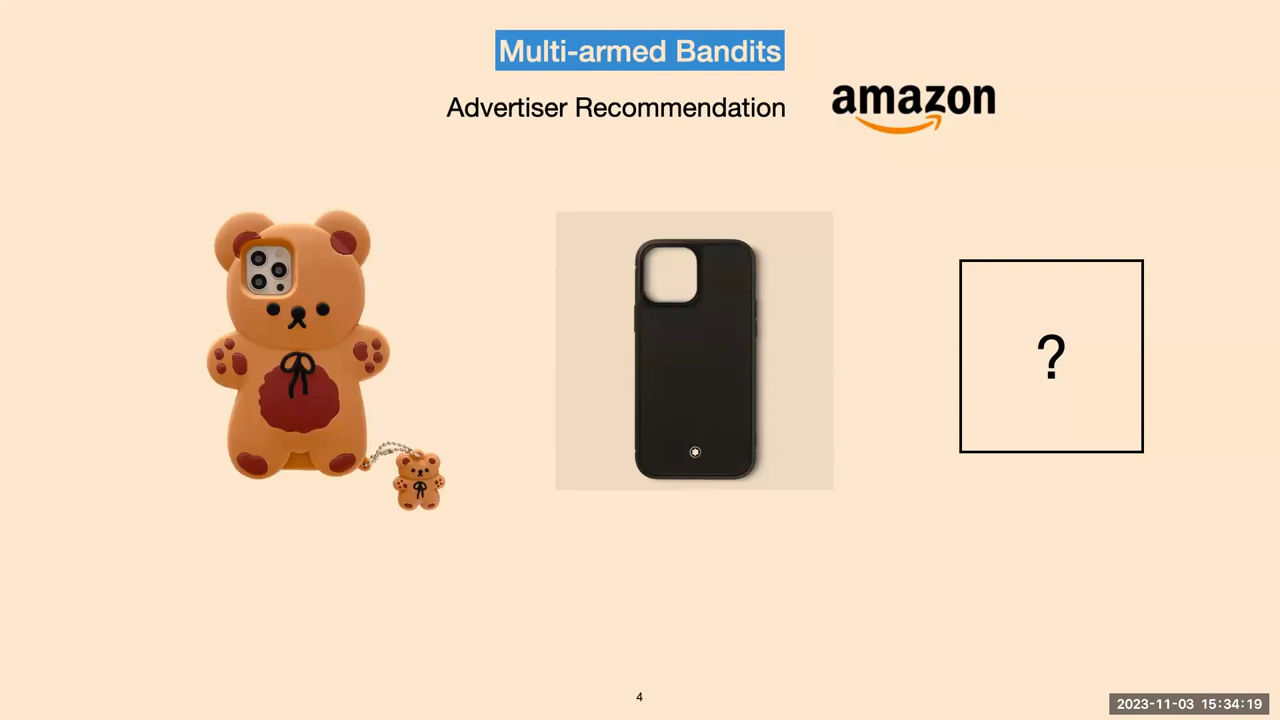 Multi-armed Bandits
Advertiser Recommendation
amazon
?
4
2023-11-03 15:34:19